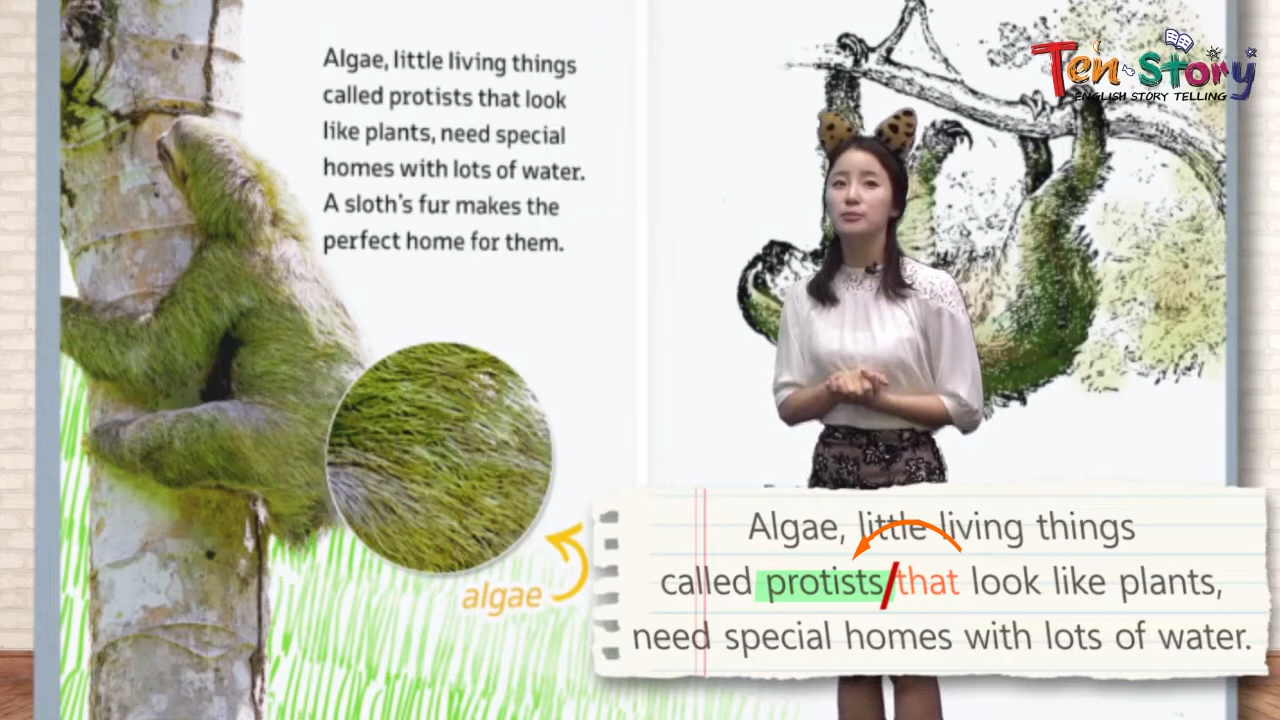 Algae, little living things
called protists that look
like plants, need special
homes with lots of water.
A sloth's fur makes the
perfect home for them.
Ten Story
ENGLISH STORY TELLING
algae
Algae, little living things
called protists/that look like plants,
need special homes with lots of water.